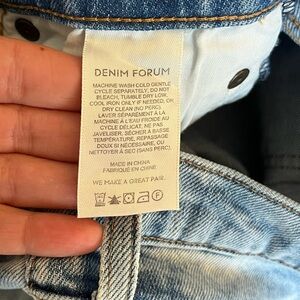 DENIM FORUM
MACHINE WASH COLD GENTLE
CYCLE SEPARATELY, DO NOT
BLEACH, TUMBLE DRY LOW.
COOL IRON ONLY IF NEEDED, OR
DRY CLEAN (NO PERC).
LAVER SÉPARÉMENT À LA
MACHINE À L'EAU FROIDE AU
CYCLE DÉLICAT, NE PAS
JAVELISER. SÉCHER À BASSE
TEMPÉRATURE, REPASSAGE
DOUX SI NÉCESSAIRE, OU
NETTOYER À SEC (SANS PERC).
MADE IN CHINA
FABRIQUÉ EN CHINE
WE MAKE A GREAT PAIR.